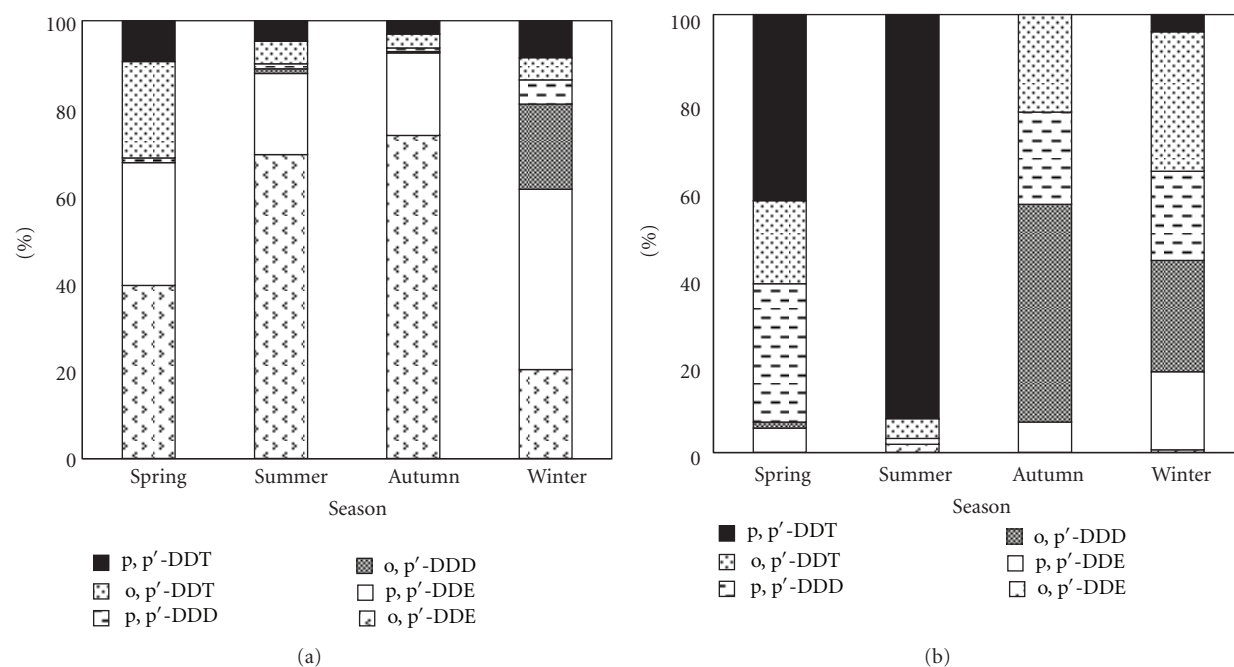 100
80
60
40
20
0
(%)
Spring Summer Autumn Winter
Season
p, p′-DDT
o, p′-DDT
p, p′-DDD
o, p′-DDD
p, p′-DDE
o, p′-DDE
(a)
100
80
60
40
20
0
(%)
Spring Summer Autumn Winter
Season
p, p′-DDT
o, p′-DDT
p, p′-DDD
o, p′-DDD
p, p′-DDE
o, p′-DDE
(b)